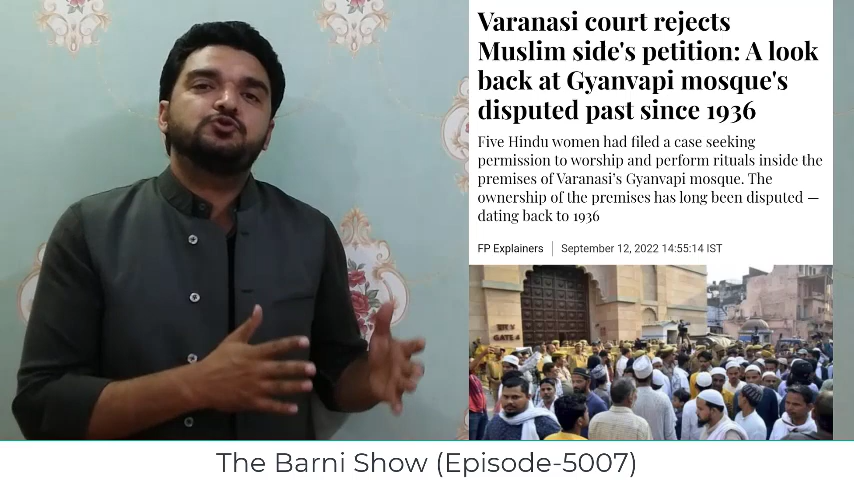 Varanasi court rejects
Muslim side's petition: A look
back at Gyanvapi mosque's
disputed past since 1936
Five Hindu women had filed a case seeking
permission to worship and perform rituals inside the
premises of Varanasi's Gyanvapi mosque. The
ownership of the premises has long been disputed —
dating back to 1936
FP Explainers | September 12, 2022 14:55:14 IST
GATE 4
The Barni Show (Episode-5007)